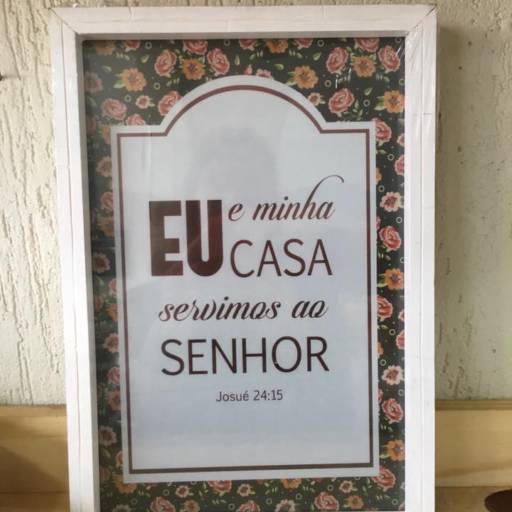 EU e minha
CASA
servimos ao
SENHOR
Josué 24:15